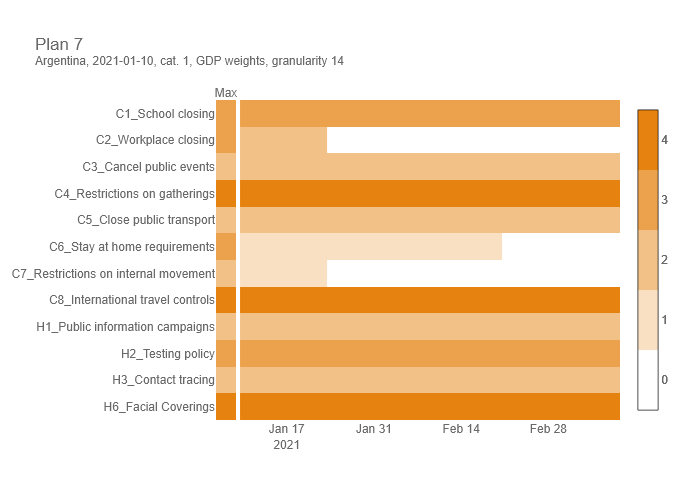 Plan 7
Argentina, 2021-01-10, cat. 1, GDP weights, granularity 14
Max
C1_School closing
C2_Workplace closing
C3_Cancel public events
C4_Restrictions on gatherings
C5_Close public transport
C6_Stay at home requirements
C7_Restrictions on internal movement
C8_International travel controls
H1_Public information campaigns
H2_Testing policy
H3_Contact tracing
H6_Facial Coverings
Jan 17 Jan 31 Feb 14 Feb 28
2021
4
3
2
1
0